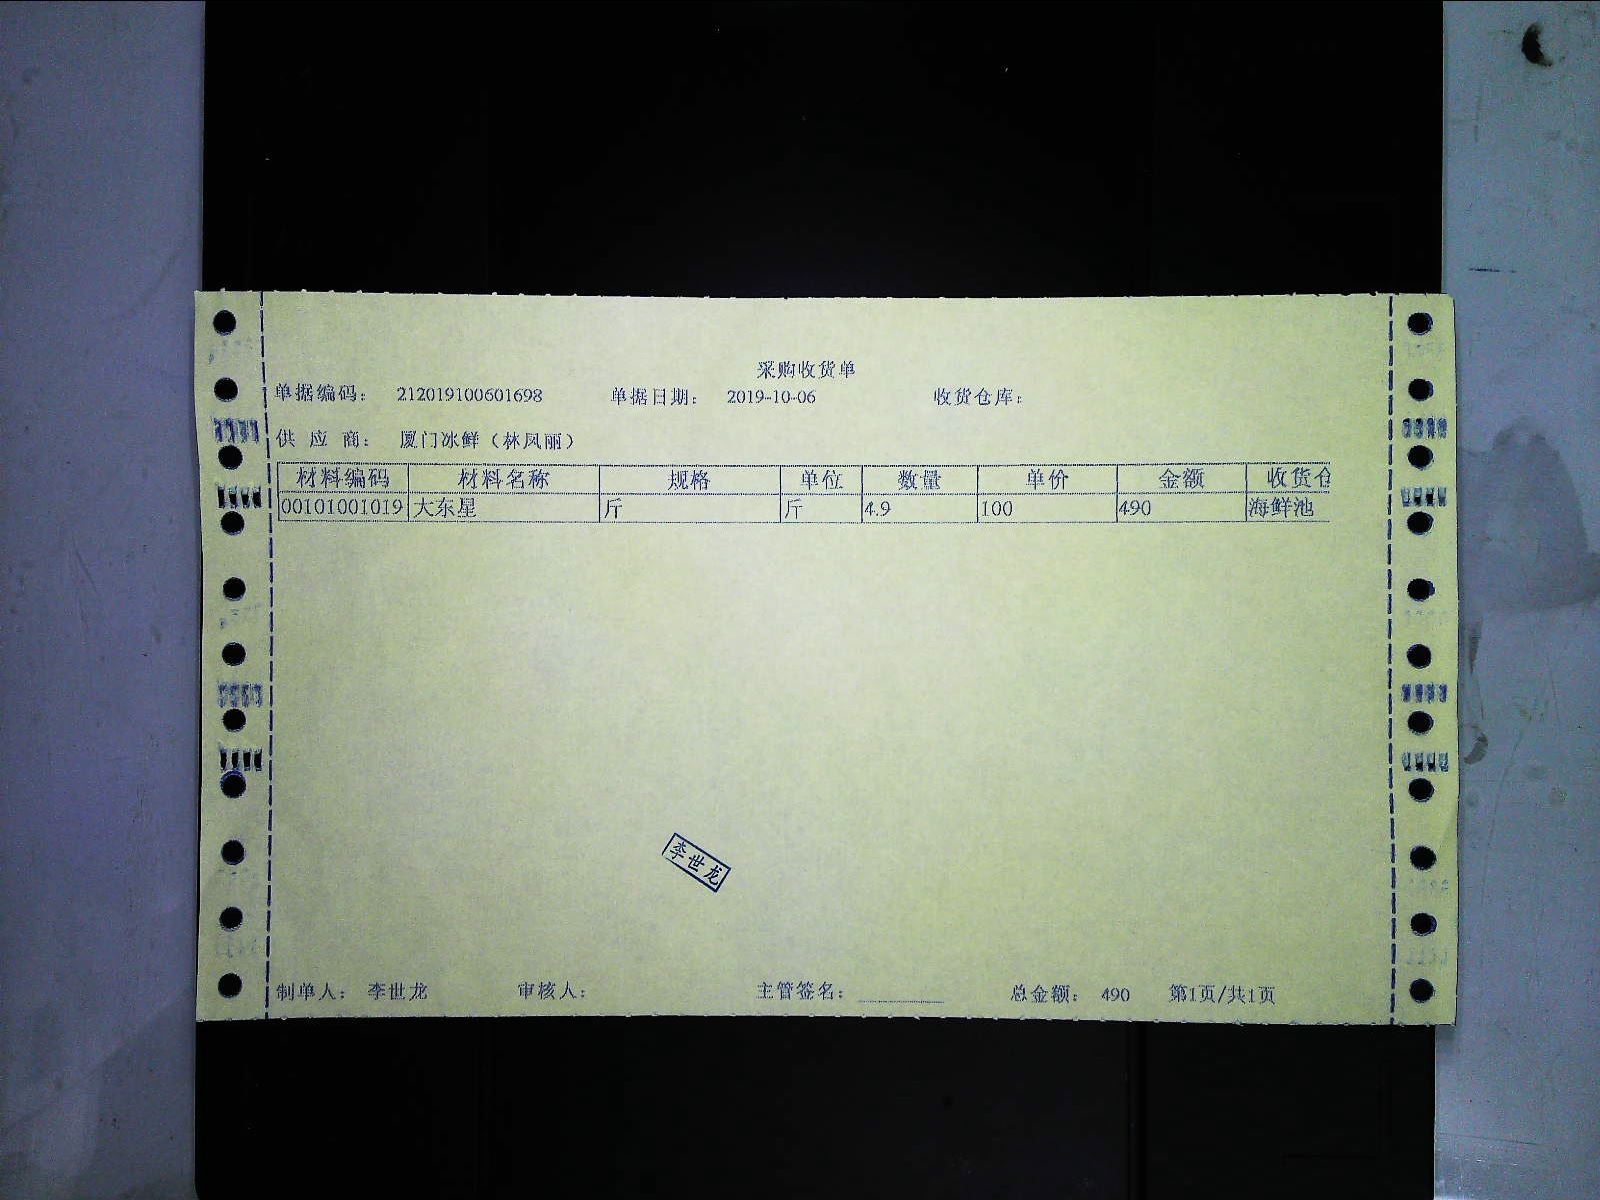 采购收货单
单据编码： 212019100601698 单据日期： 2019-10-06 收货仓库：
供 应 商： 厦门冰鲜（林凤丽）
材料编码 材料名称 规格 单位 数量 单价 金额 收货仓
00101001019 大东星 斤 斤 4.9 100 490 海鲜池
李世龙
制单人： 李世龙 审核人： 主管签名： 总金额： 490 第1页/共1页